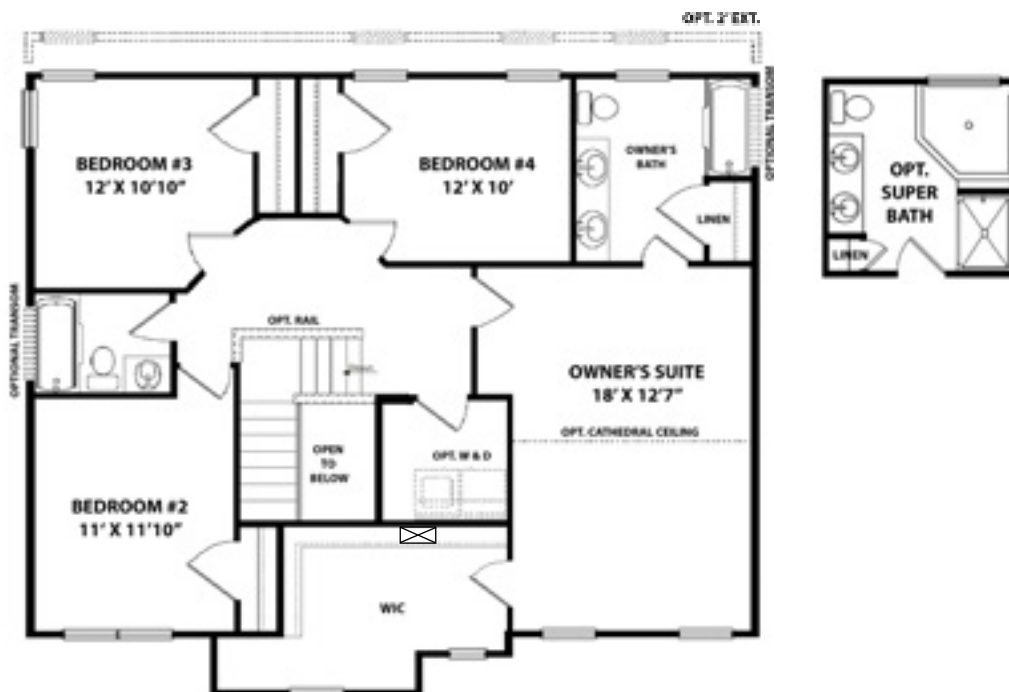 OPT. 2' EXT.
OPTIONAL TRANSOM
BEDROOM #3
12' X 10'10"
BEDROOM #4
12' X 10'
OWNER'S
BATH
LINEN
OPTIONAL TRANSOM
OPT.
SUPER
BATH
LINEN
OPT. RAIL
OWNER'S SUITE
18' X 12'7"
OPT. CATHEDRAL CEILING
OPEN
TO
BELOW
OPT. W & D
BEDROOM #2
11' X 11'10"
WIC